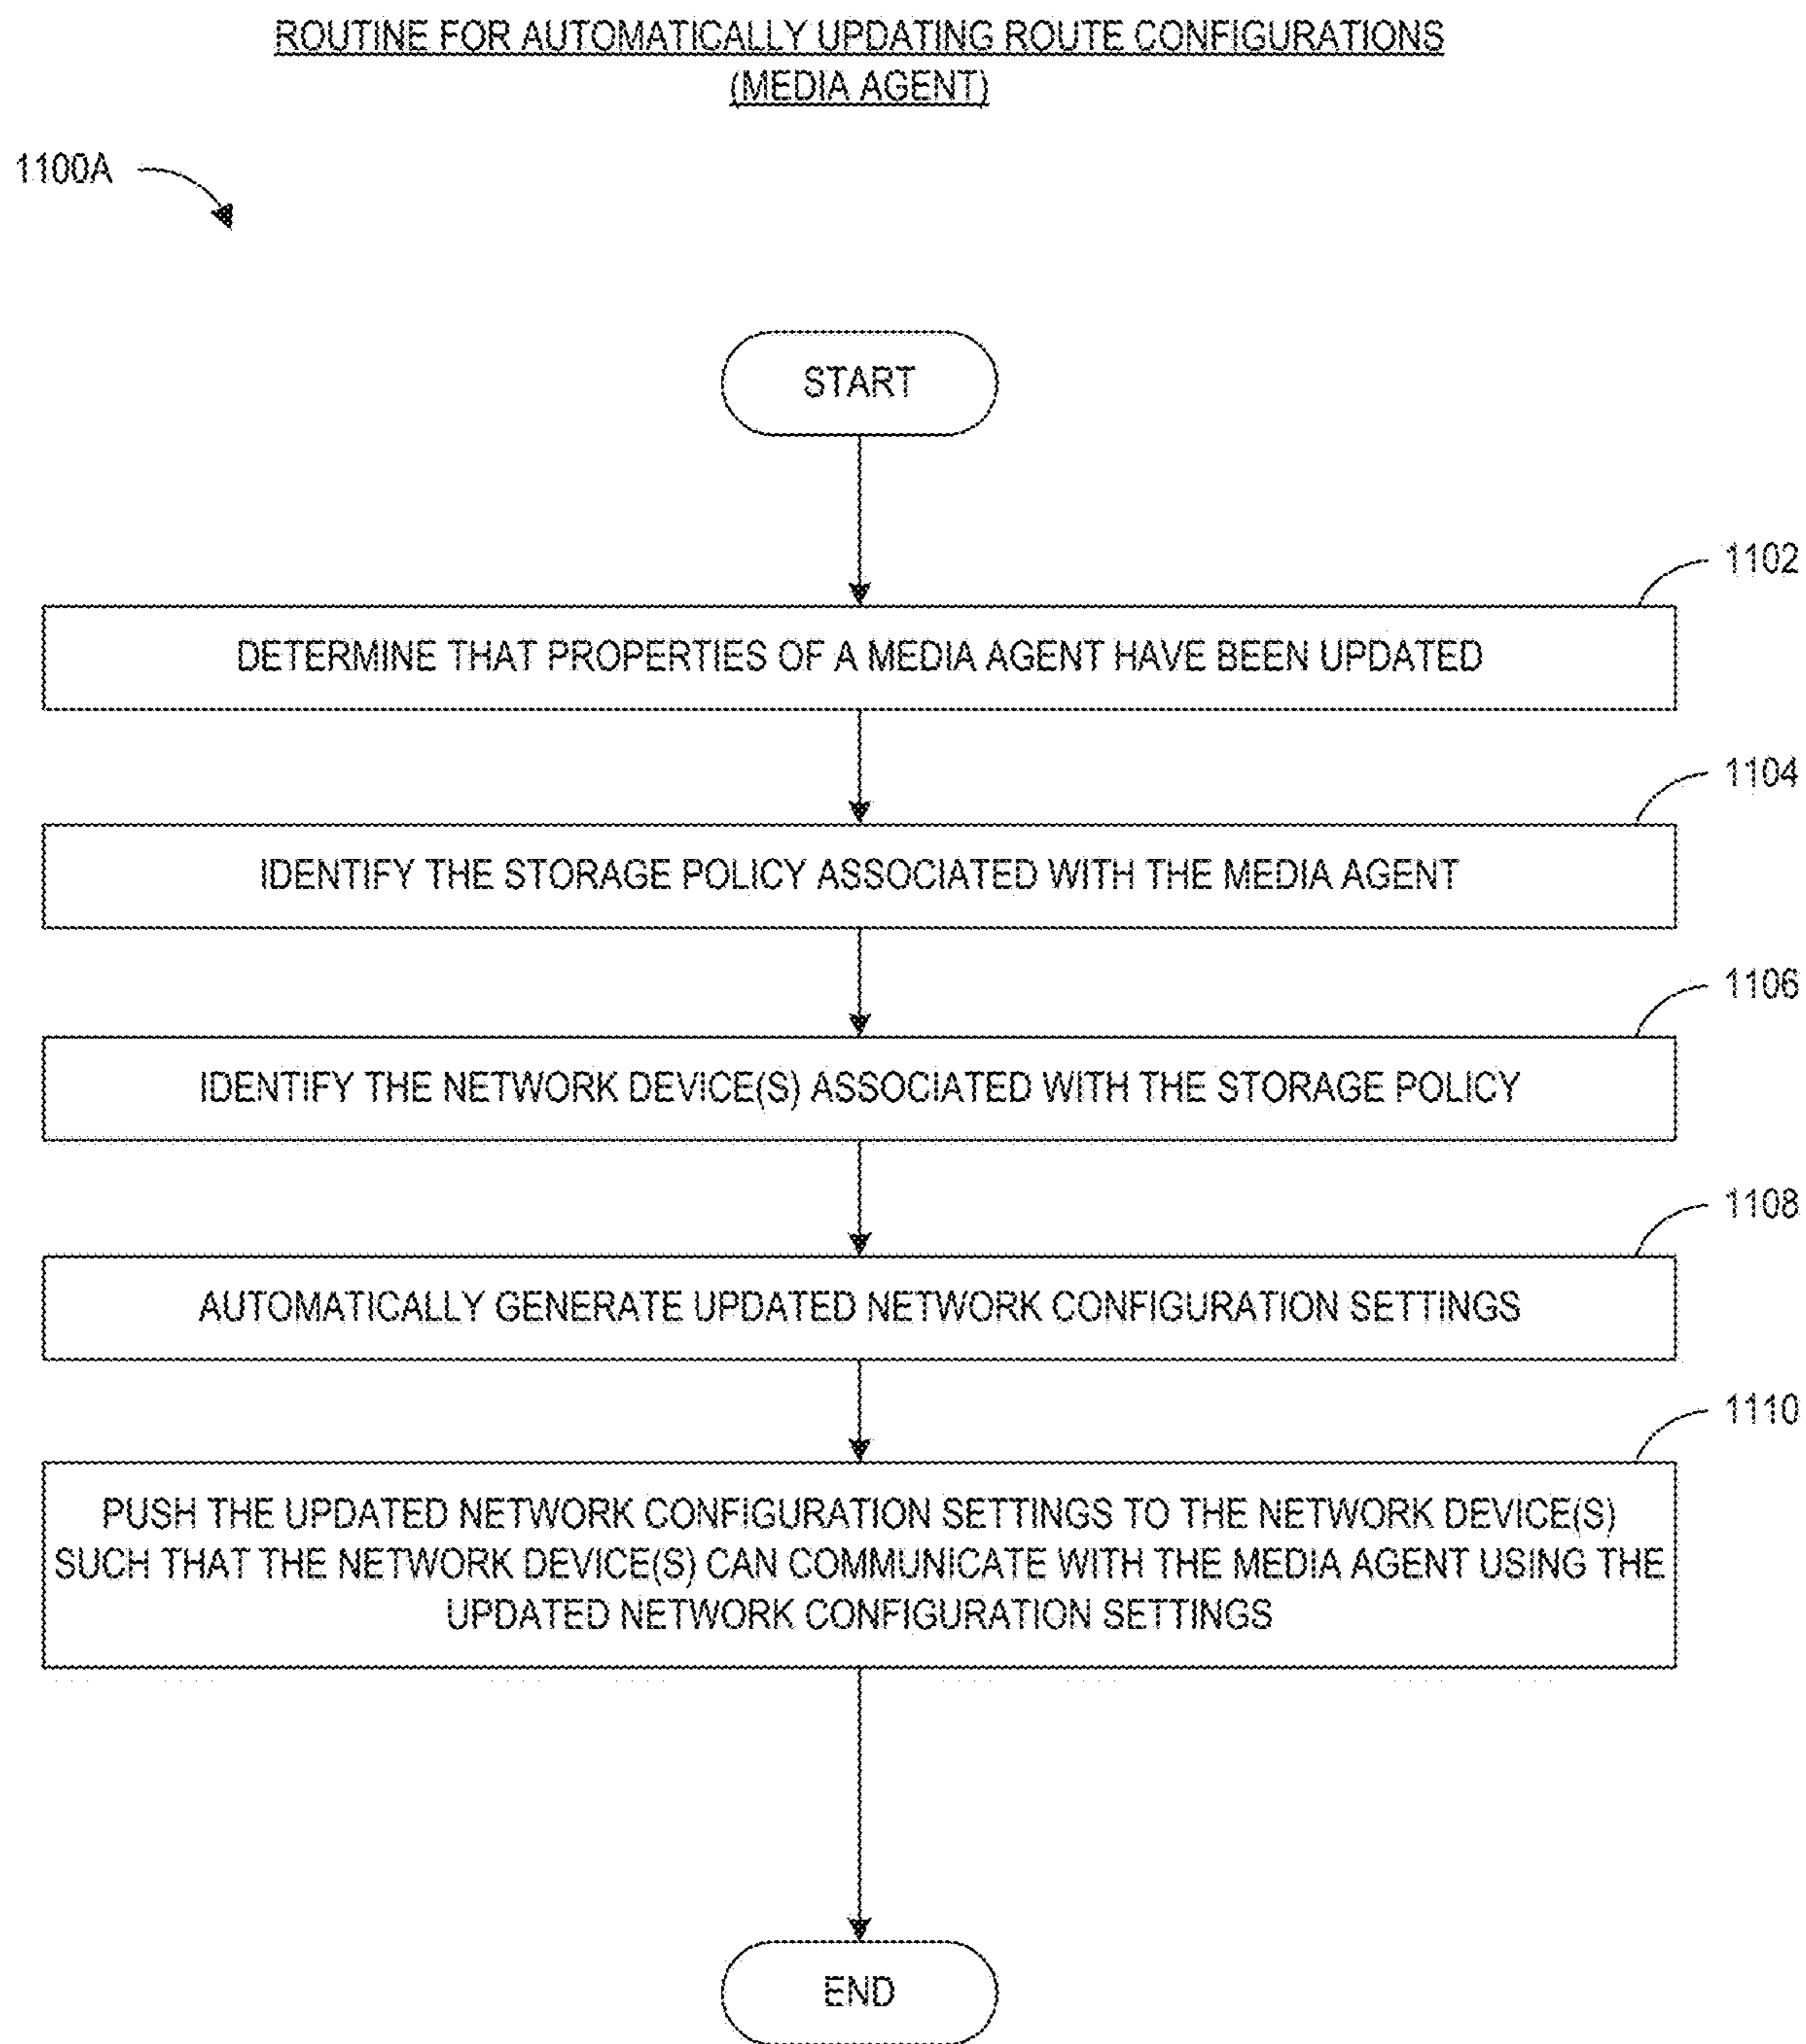 ROUTINE FOR AUTOMATICALLY UPDATING ROUTE CONFIGURATIONS
(MEDIA AGENT)
1100A
START
1102
DETERMINE THAT PROPERTIES OF A MEDIA AGENT HAVE BEEN UPDATED
1104
IDENTIFY THE STORAGE POLICY ASSOCIATED WITH THE MEDIA AGENT
1106
IDENTIFY THE NETWORK DEVICE(S) ASSOCIATED WITH THE STORAGE POLICY
1108
AUTOMATICALLY GENERATE UPDATED NETWORK CONFIGURATION SETTINGS
1110
PUSH THE UPDATED NETWORK CONFIGURATION SETTINGS TO THE NETWORK DEVICE(S)
SUCH THAT THE NETWORK DEVICE(S) CAN COMMUNICATE WITH THE MEDIA AGENT USING THE
UPDATED NETWORK CONFIGURATION SETTINGS
END